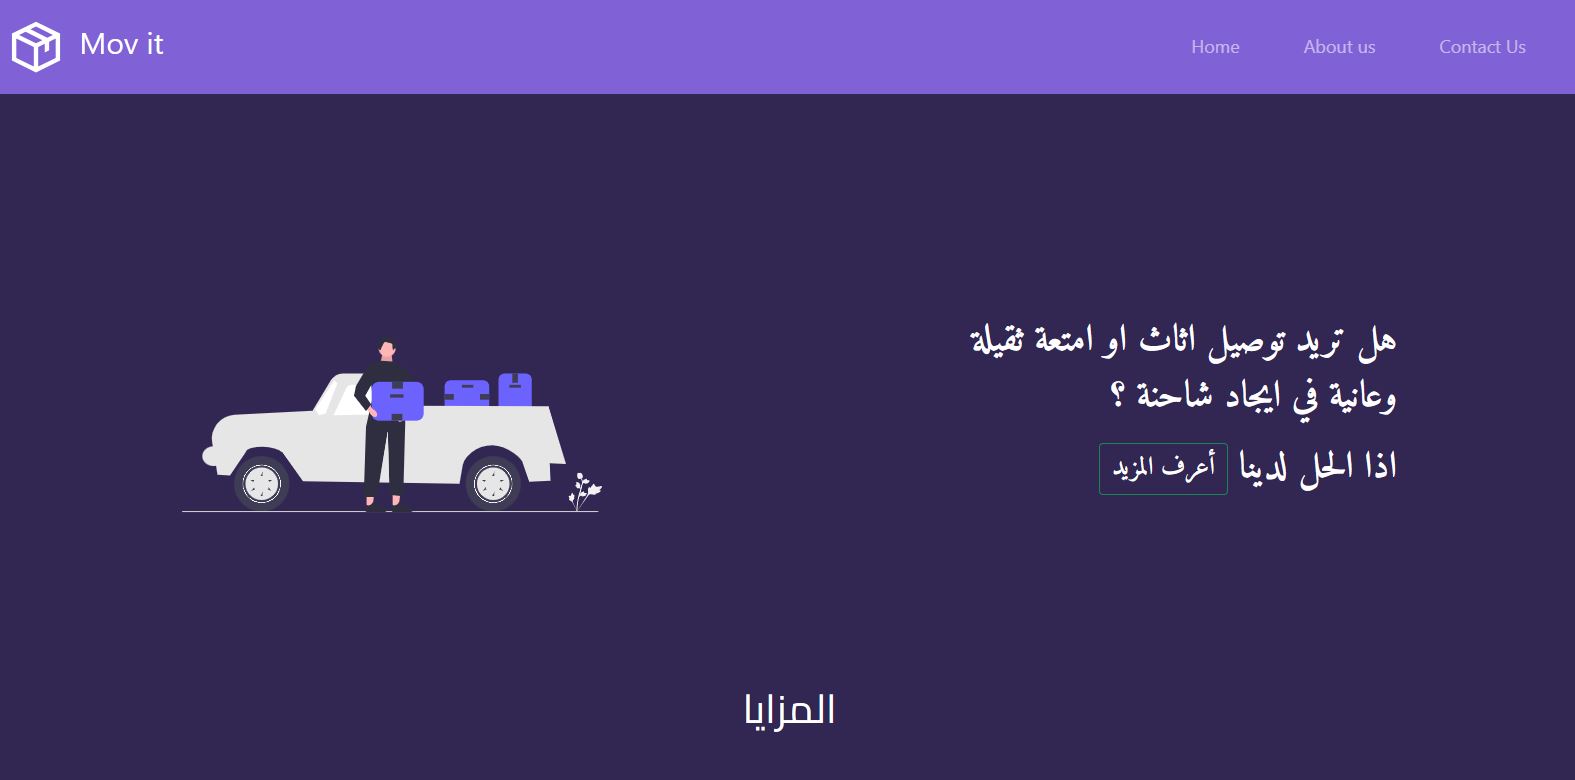 Mov it
Home
About us
Contact Us
هل تريد توصيل اثاث او امتعة ثقيلة
وعانية في ايجاد شاحنة ؟
اذا الحل لدينا
أعرف المزيد
المزايا